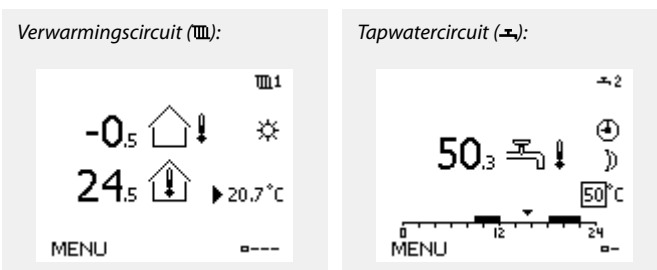 Verwarmingscircuit ( ):
1
-0.5
24.5
20.7°C
MENU
Tapwatercircuit ( ):
2
50.3
50°C
0 12 24
MENU